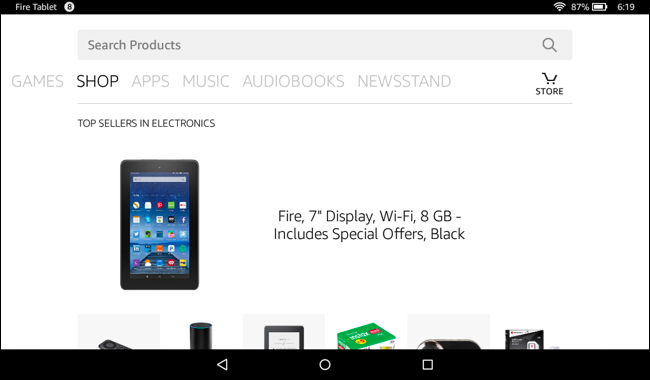 Fire Tablet 8 87% 6:19
Search Products
GAMES SHOP APPS MUSIC AUDIOBOOKS NEWSSTAND
STORE
TOP SELLERS IN ELECTRONICS
Fire, 7" Display, Wi-Fi, 8 GB -
Includes Special Offers, Black
instax